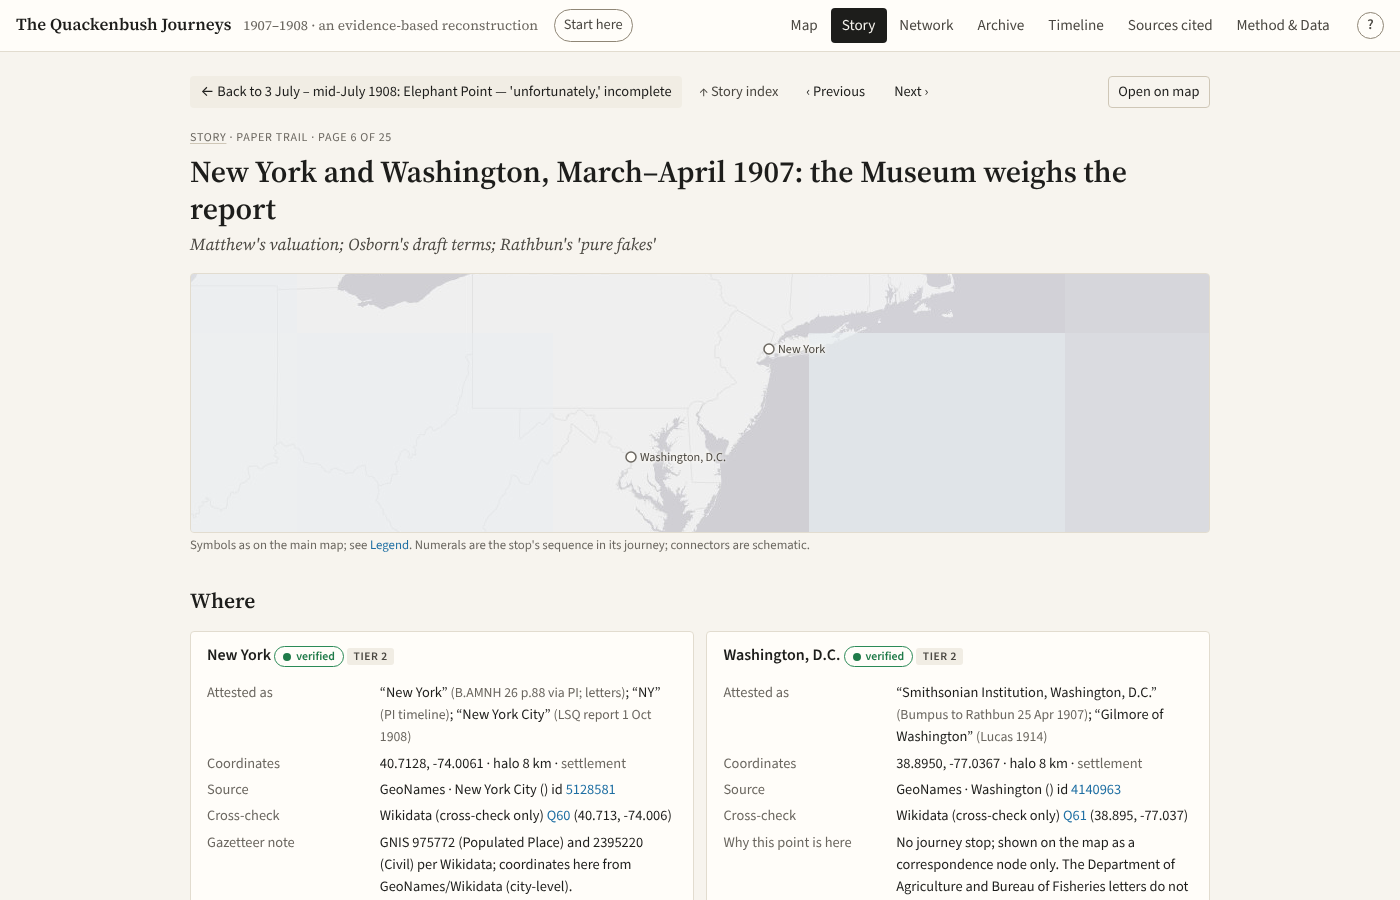 The Quackenbush Journeys 1907–1908 · an evidence-based reconstruction Start here Map Story Network Archive Timeline Sources cited Method & Data ?
← Back to 3 July – mid-July 1908: Elephant Point — 'unfortunately,' incomplete ↑ Story index ‹ Previous Next › Open on map
STORY · PAPER TRAIL · PAGE 6 OF 25
New York and Washington, March–April 1907: the Museum weighs the
report
Matthew's valuation; Osborn's draft terms; Rathbun's 'pure fakes'
New York
Washington, D.C.
Symbols as on the main map; see Legend. Numerals are the stop's sequence in its journey; connectors are schematic.
Where
New York verified TIER 2
Attested as “New York” (B.AMNH 26 p.88 via PI; letters); “NY”
(PI timeline); “New York City” (LSQ report 1 Oct
1908)
Coordinates 40.7128, -74.0061 · halo 8 km · settlement
Source GeoNames · New York City () id 5128581
Cross-check Wikidata (cross-check only) Q60 (40.713, -74.006)
Gazetteer note GNIS 975772 (Populated Place) and 2395220
(Civil) per Wikidata; coordinates here from
GeoNames/Wikidata (city-level).
Washington, D.C. verified TIER 2
Attested as “Smithsonian Institution, Washington, D.C.”
(Bumpus to Rathbun 25 Apr 1907); “Gilmore of
Washington” (Lucas 1914)
Coordinates 38.8950, -77.0367 · halo 8 km · settlement
Source GeoNames · Washington () id 4140963
Cross-check Wikidata (cross-check only) Q61 (38.895, -77.037)
Why this point is here No journey stop; shown on the map as a
correspondence node only. The Department of
Agriculture and Bureau of Fisheries letters do not